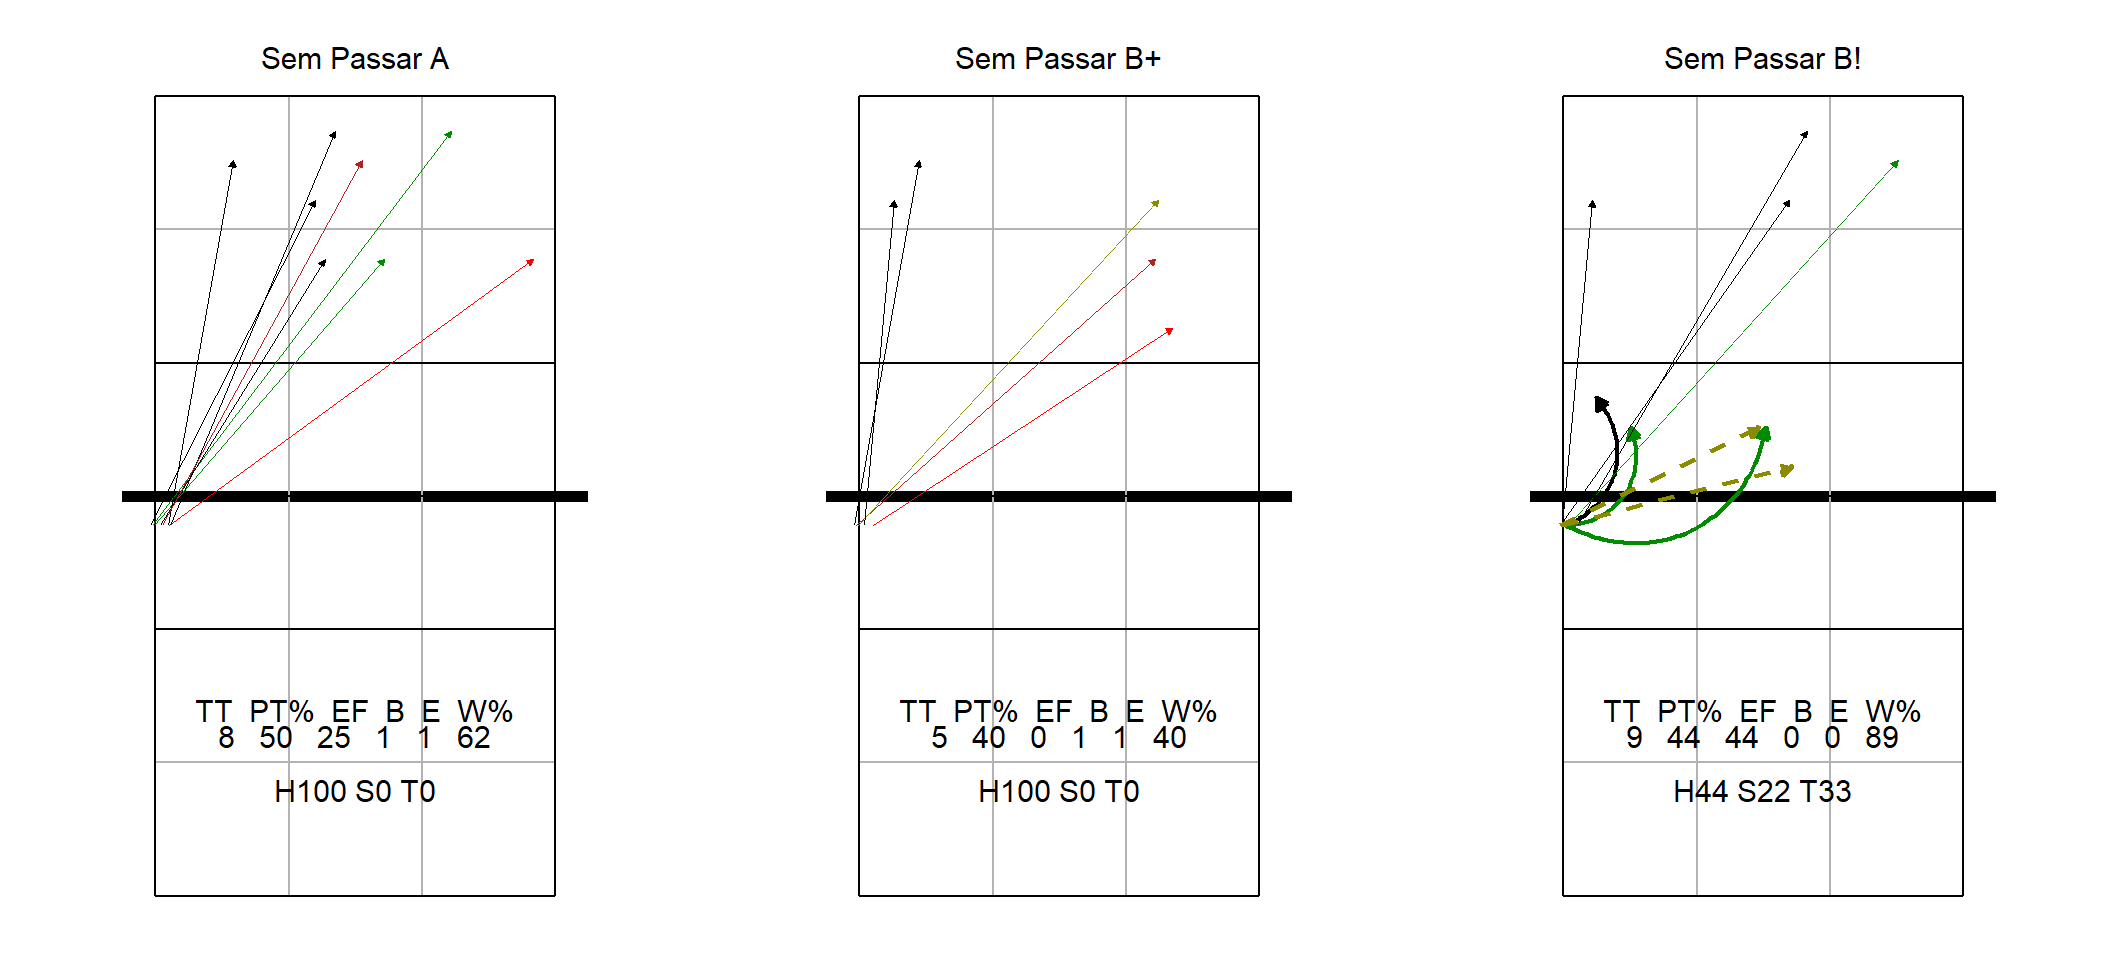 Sem Passar A
TT PT% EF B E W%
8 50 25 1 1 62
H100 S0 T0
Sem Passar B+
TT PT% EF B E W%
5 40 0 1 1 40
H100 S0 T0
Sem Passar B!
TT PT% EF B E W%
9 44 44 0 0 89
H44 S22 T33